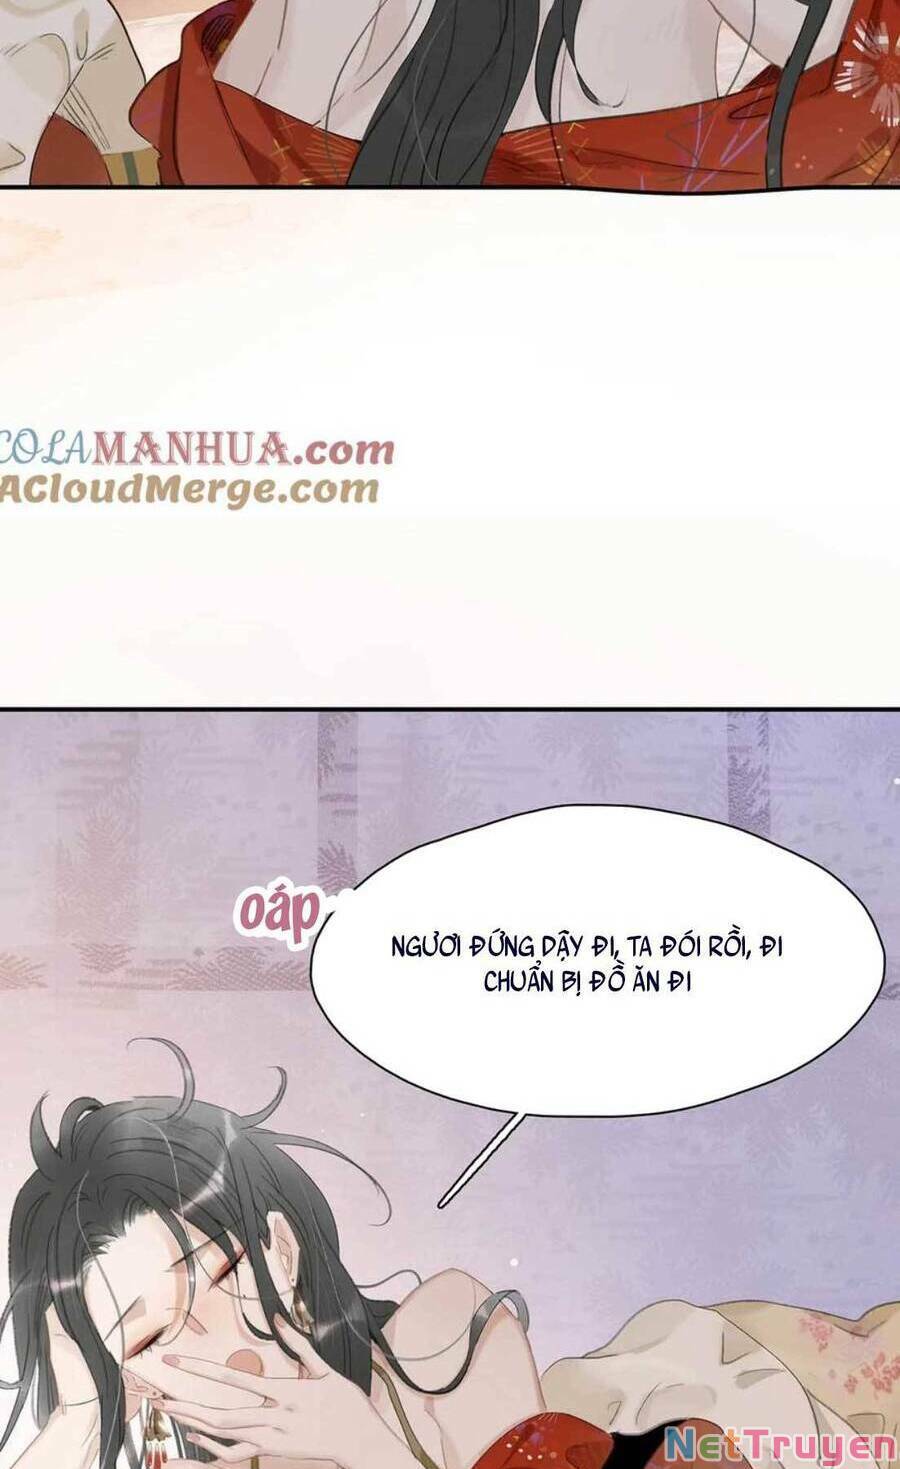 COLAMANHUA.com
ACloudMerge.com
oáp
NGƯƠI ĐỨNG DẬY ĐI, TA ĐÓI RỒI, ĐI
CHUẨN BỊ ĐỒ ĂN ĐI
NetTruyen